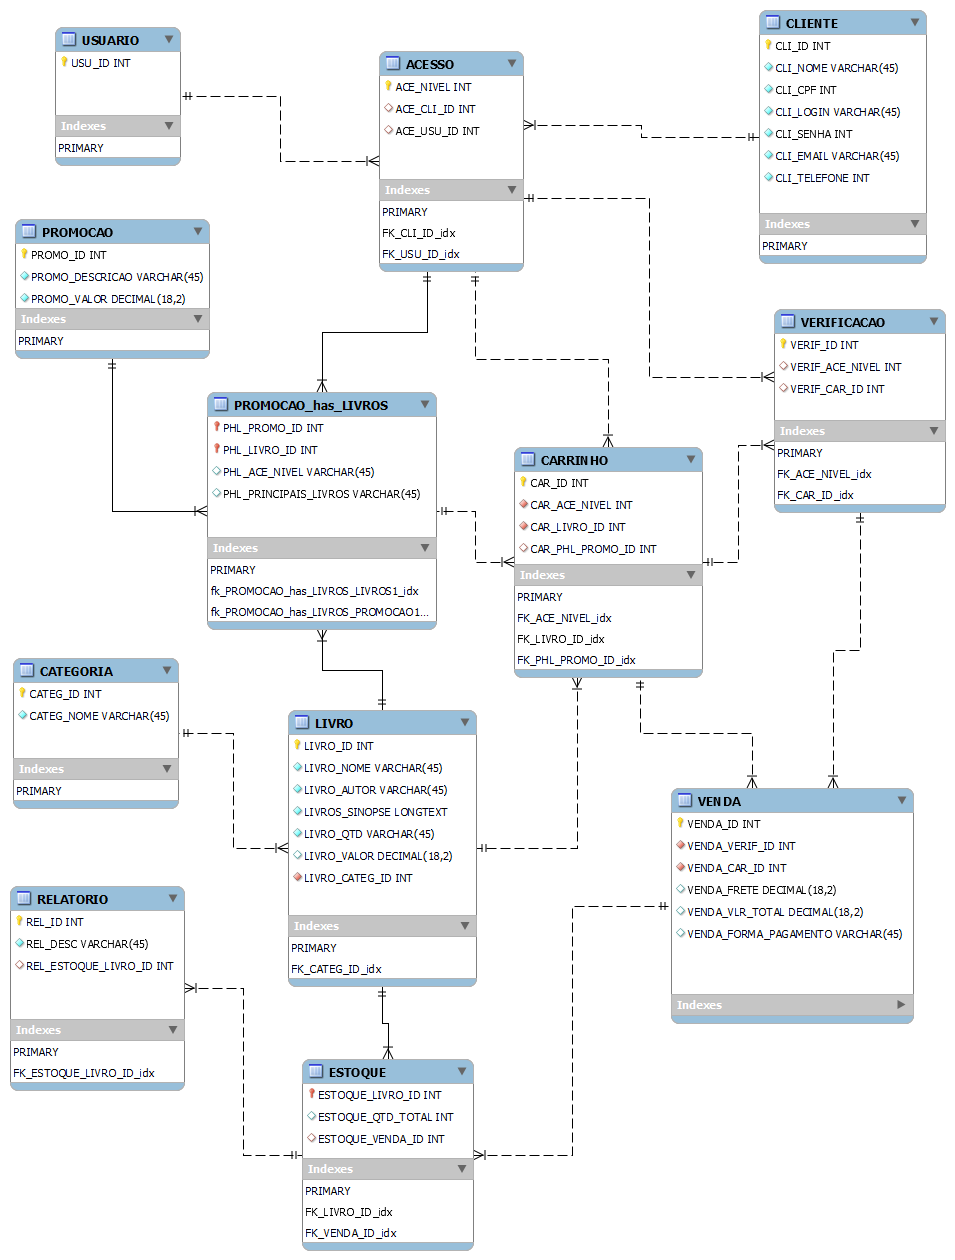 USUARIO
USU_ID INT
Indexes
PRIMARY
ACESSO
ACE_NIVEL INT
ACE_CLI_ID INT
ACE_USU_ID INT
Indexes
PRIMARY
FK_CLI_ID_idx
FK_USU_ID_idx
CLIENTE
CLI_ID INT
CLI_NOME VARCHAR(45)
CLI_CPF INT
CLI_LOGIN VARCHAR(45)
CLI_SENHA INT
CLI_EMAIL VARCHAR(45)
CLI_TELEFONE INT
Indexes
PRIMARY
PROMOCAO
PROMO_ID INT
PROMO_DESCRICAO VARCHAR(45)
PROMO_VALOR DECIMAL(18,2)
Indexes
PRIMARY
VERIFICACAO
VERIF_ID INT
VERIF_ACE_NIVEL INT
VERIF_CAR_ID INT
Indexes
PRIMARY
FK_ACE_NIVEL_idx
FK_CAR_ID_idx
PROMOCAO_has_LIVROS
PHL_PROMO_ID INT
PHL_LIVRO_ID INT
PHL_ACE_NIVEL VARCHAR(45)
PHL_PRINCIPAIS_LIVROS VARCHAR(45)
Indexes
PRIMARY
fk_PROMOCAO_has_LIVROS_LIVROS1_idx
fk_PROMOCAO_has_LIVROS_PROMOCAO1...
CARRINHO
CAR_ID INT
CAR_ACE_NIVEL INT
CAR_LIVRO_ID INT
CAR_PHL_PROMO_ID INT
Indexes
PRIMARY
FK_ACE_NIVEL_idx
FK_LIVRO_ID_idx
FK_PHL_PROMO_ID_idx
CATEGORIA
CATEG_ID INT
CATEG_NOME VARCHAR(45)
Indexes
PRIMARY
LIVRO
LIVRO_ID INT
LIVRO_NOME VARCHAR(45)
LIVRO_AUTOR VARCHAR(45)
LIVROS_SINOPSE LONGTEXT
LIVRO_QTD VARCHAR(45)
LIVRO_VALOR DECIMAL(18,2)
LIVRO_CATEG_ID INT
Indexes
PRIMARY
FK_CATEG_ID_idx
VENDA
VENDA_ID INT
VENDA_VERIF_ID INT
VENDA_CAR_ID INT
VENDA_FRETE DECIMAL(18,2)
VENDA_VLR_TOTAL DECIMAL(18,2)
VENDA_FORMA_PAGAMENTO VARCHAR(45)
Indexes
RELATORIO
REL_ID INT
REL_DESC VARCHAR(45)
REL_ESTOQUE_LIVRO_ID INT
Indexes
PRIMARY
FK_ESTOQUE_LIVRO_ID_idx
ESTOQUE
ESTOQUE_LIVRO_ID INT
ESTOQUE_QTD_TOTAL INT
ESTOQUE_VENDA_ID INT
Indexes
PRIMARY
FK_LIVRO_ID_idx
FK_VENDA_ID_idx